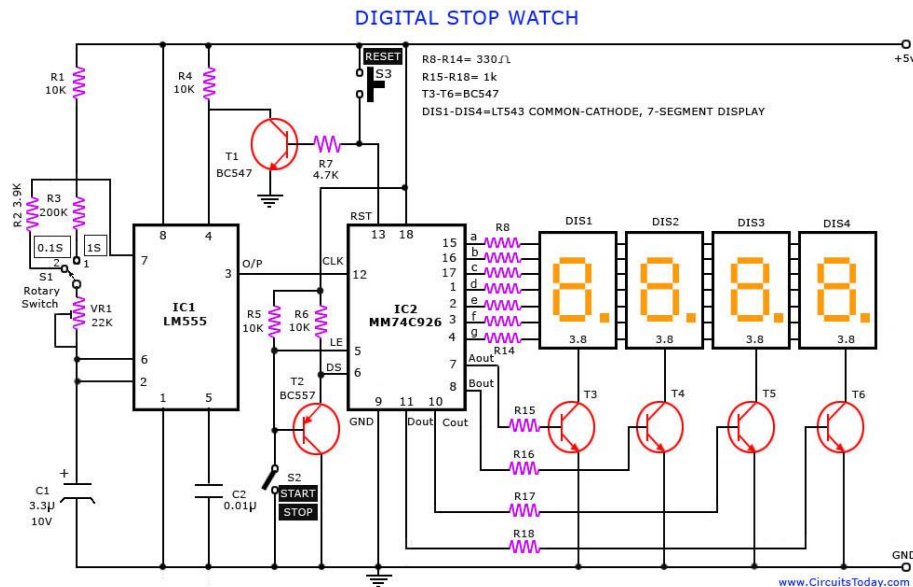 DIGITAL STOP WATCH
R1
10K
R4
10K
RESET
S3
R8-R14= 330Ω
R15-R18= 1k
T3-T6=BC547
DIS1-DIS4=LT543 COMMON-CATHODE, 7-SEGMENT DISPLAY
+5v
T1
BC547
R7
4.7K
R2 3.9K
R3
200K
0.1S
1S
2
1
S1
Rotary
Switch
VR1
22K
8
4
7
3
O/P
IC1
LM555
6
2
1
5
RST
13
18
CLK
12
IC2
MM74C926
R5
10K
R6
10K
LE
5
DS
6
T2
BC557
9
11
10
GND
Dout
Cout
15
a
16
b
17
c
1
d
2
e
3
f
4
g
R8
R14
7
Aout
8
Bout
DIS1
DIS2
DIS3
DIS4
8.
8.
8.
8.
3.8
3.8
3.8
3.8
T3
T4
T5
T6
R15
R16
R17
R18
S2
START
STOP
+
C1
3.3µ
10V
C2
0.01µ
GND
www.CircuitsToday.com